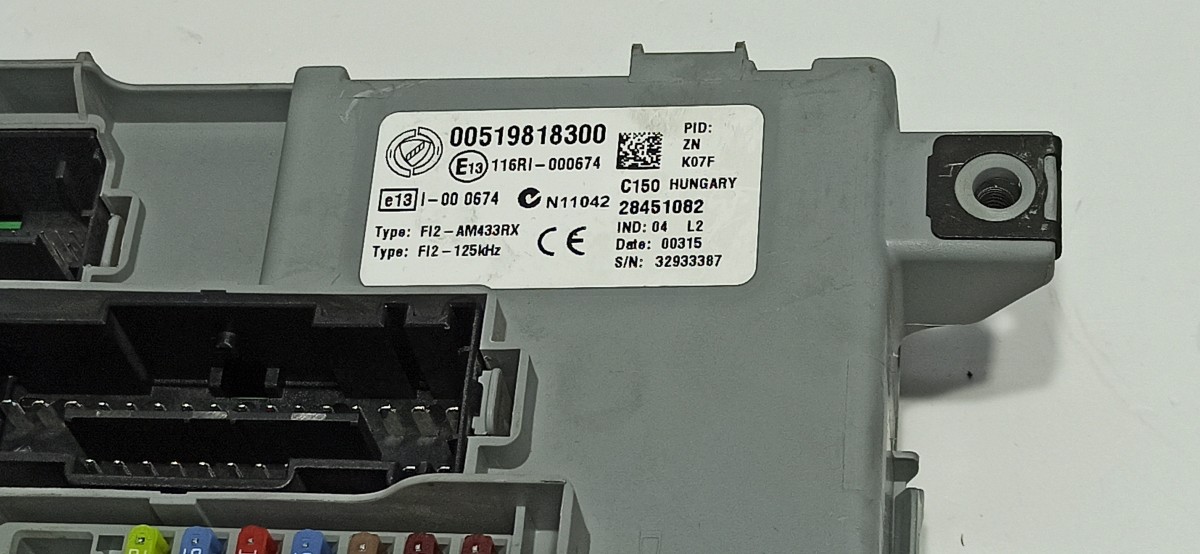 00519818300
E13 116RI-000674
e13 I-00 0674 N11042
Type: FI2-AM433RX
Type: FI2-125kHz
CE
PID:
ZN
K07F
C150 HUNGARY
28451082
IND: 04 L2
Date: 00315
S/N: 32933387